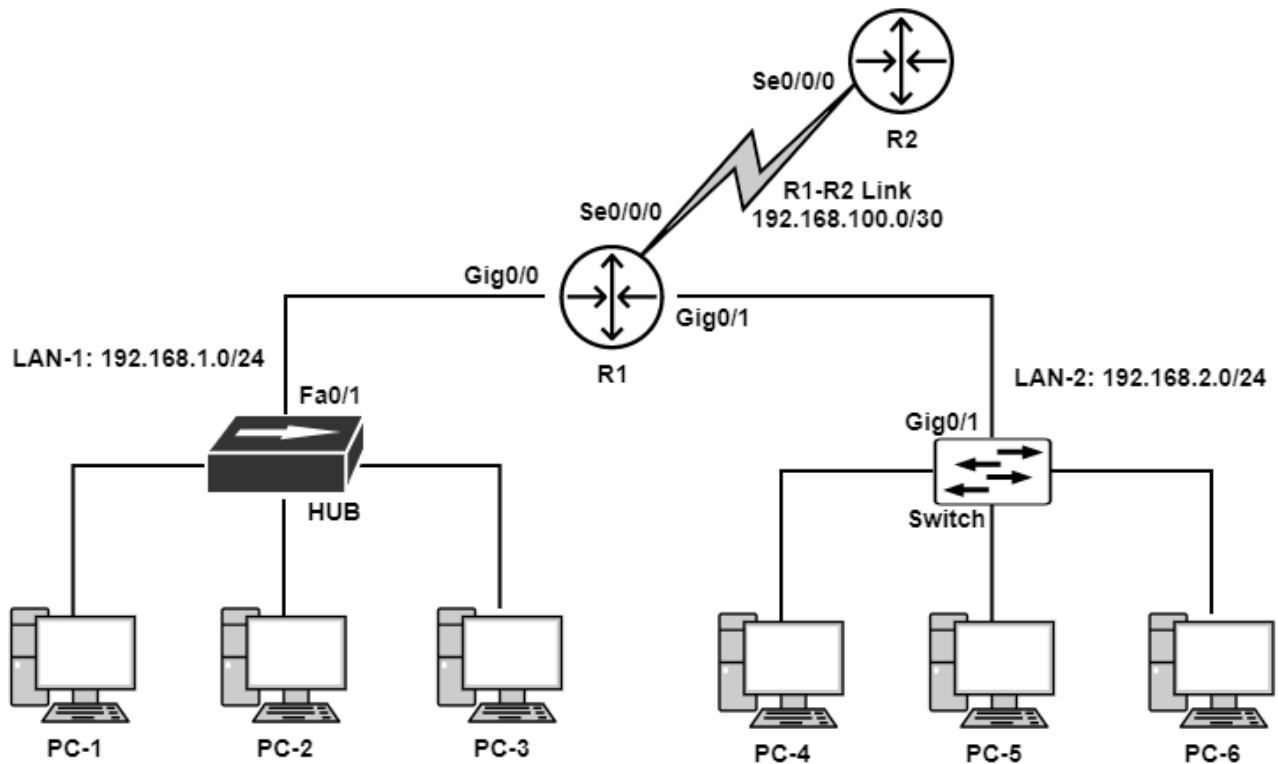 Se0/0/0
R2
R1-R2 Link
192.168.100.0/30
Se0/0/0
Gig0/0
Gig0/1
R1
LAN-1: 192.168.1.0/24
LAN-2: 192.168.2.0/24
Fa0/1
Gig0/1
HUB
Switch
PC-1
PC-2
PC-3
PC-4
PC-5
PC-6